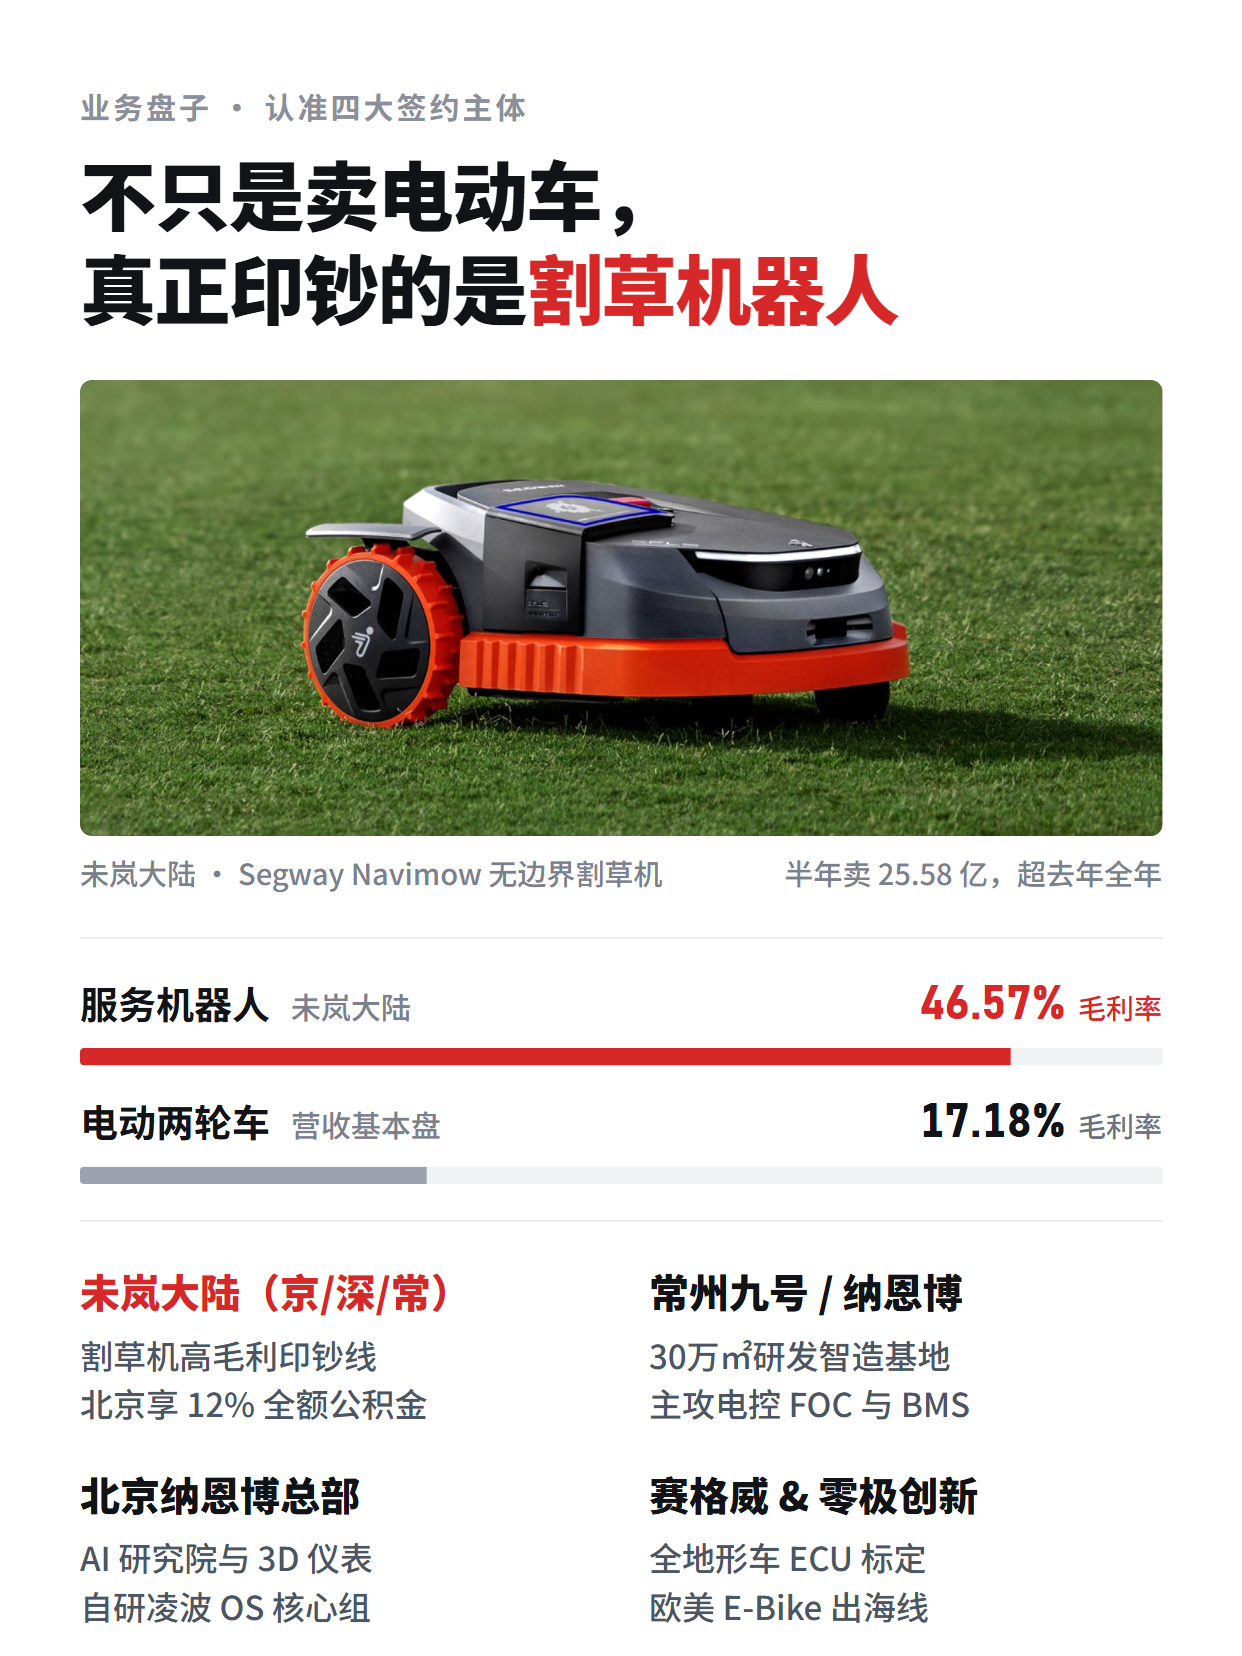 业务盘子 · 认准四大签约主体
不只是卖电动车，
真正印钞的是割草机器人
未岚大陆 · Segway Navimow 无边界割草机
半年卖 25.58 亿，超去年全年
服务机器人 未岚大陆
46.57% 毛利率
电动两轮车 营收基本盘
17.18% 毛利率
未岚大陆（京/深/常）
割草机高毛利印钞线
北京享 12% 全额公积金
常州九号 / 纳恩博
30万㎡研发智造基地
主攻电控 FOC 与 BMS
北京纳恩博总部
AI 研究院与 3D 仪表
自研凌波 OS 核心组
赛格威 & 零极创新
全地形车 ECU 标定
欧美 E-Bike 出海线